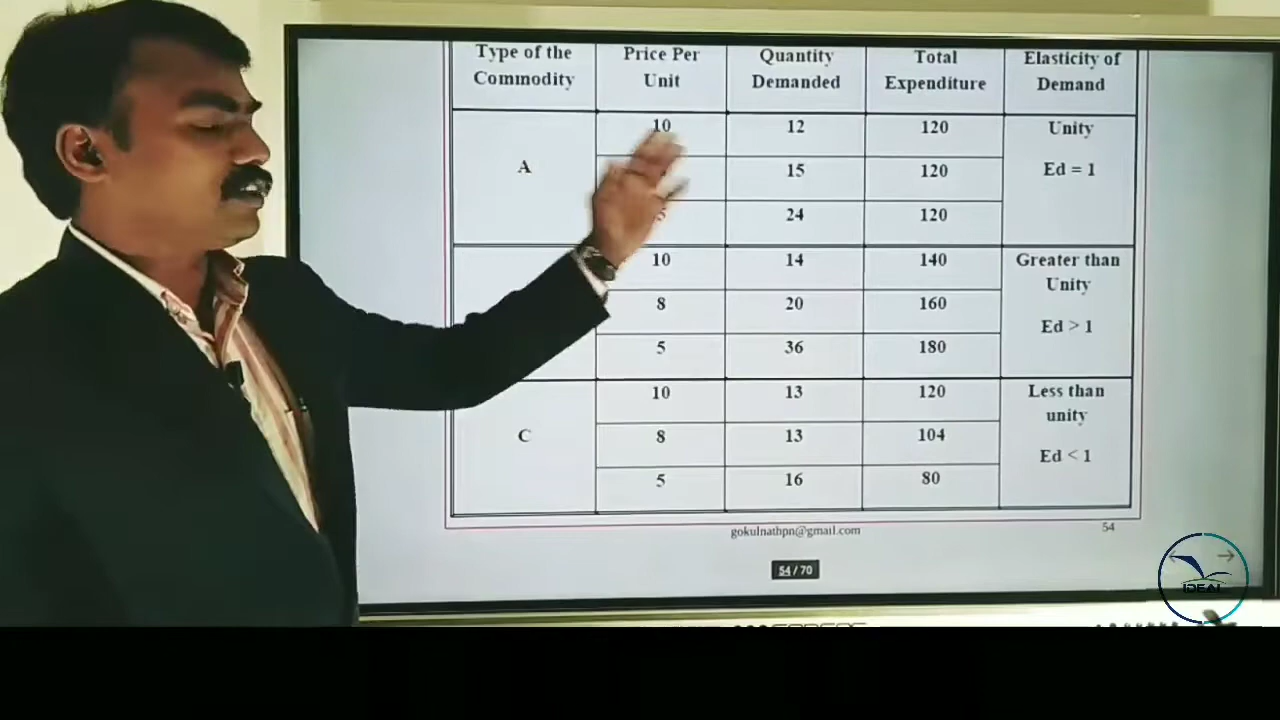 Type of the Commodity
Price Per Unit
Quantity Demanded
Total Expenditure
Elasticity of Demand
A
10 12 120
15 120
5 24 120
Unity
Ed = 1
10 14 140
8 20 160
5 36 180
Greater than
Unity
Ed > 1
C
10 13 120
8 13 104
5 16 80
Less than
unity
Ed < 1
gokulnathpn@gmail.com
54
54 / 70
IDEAL